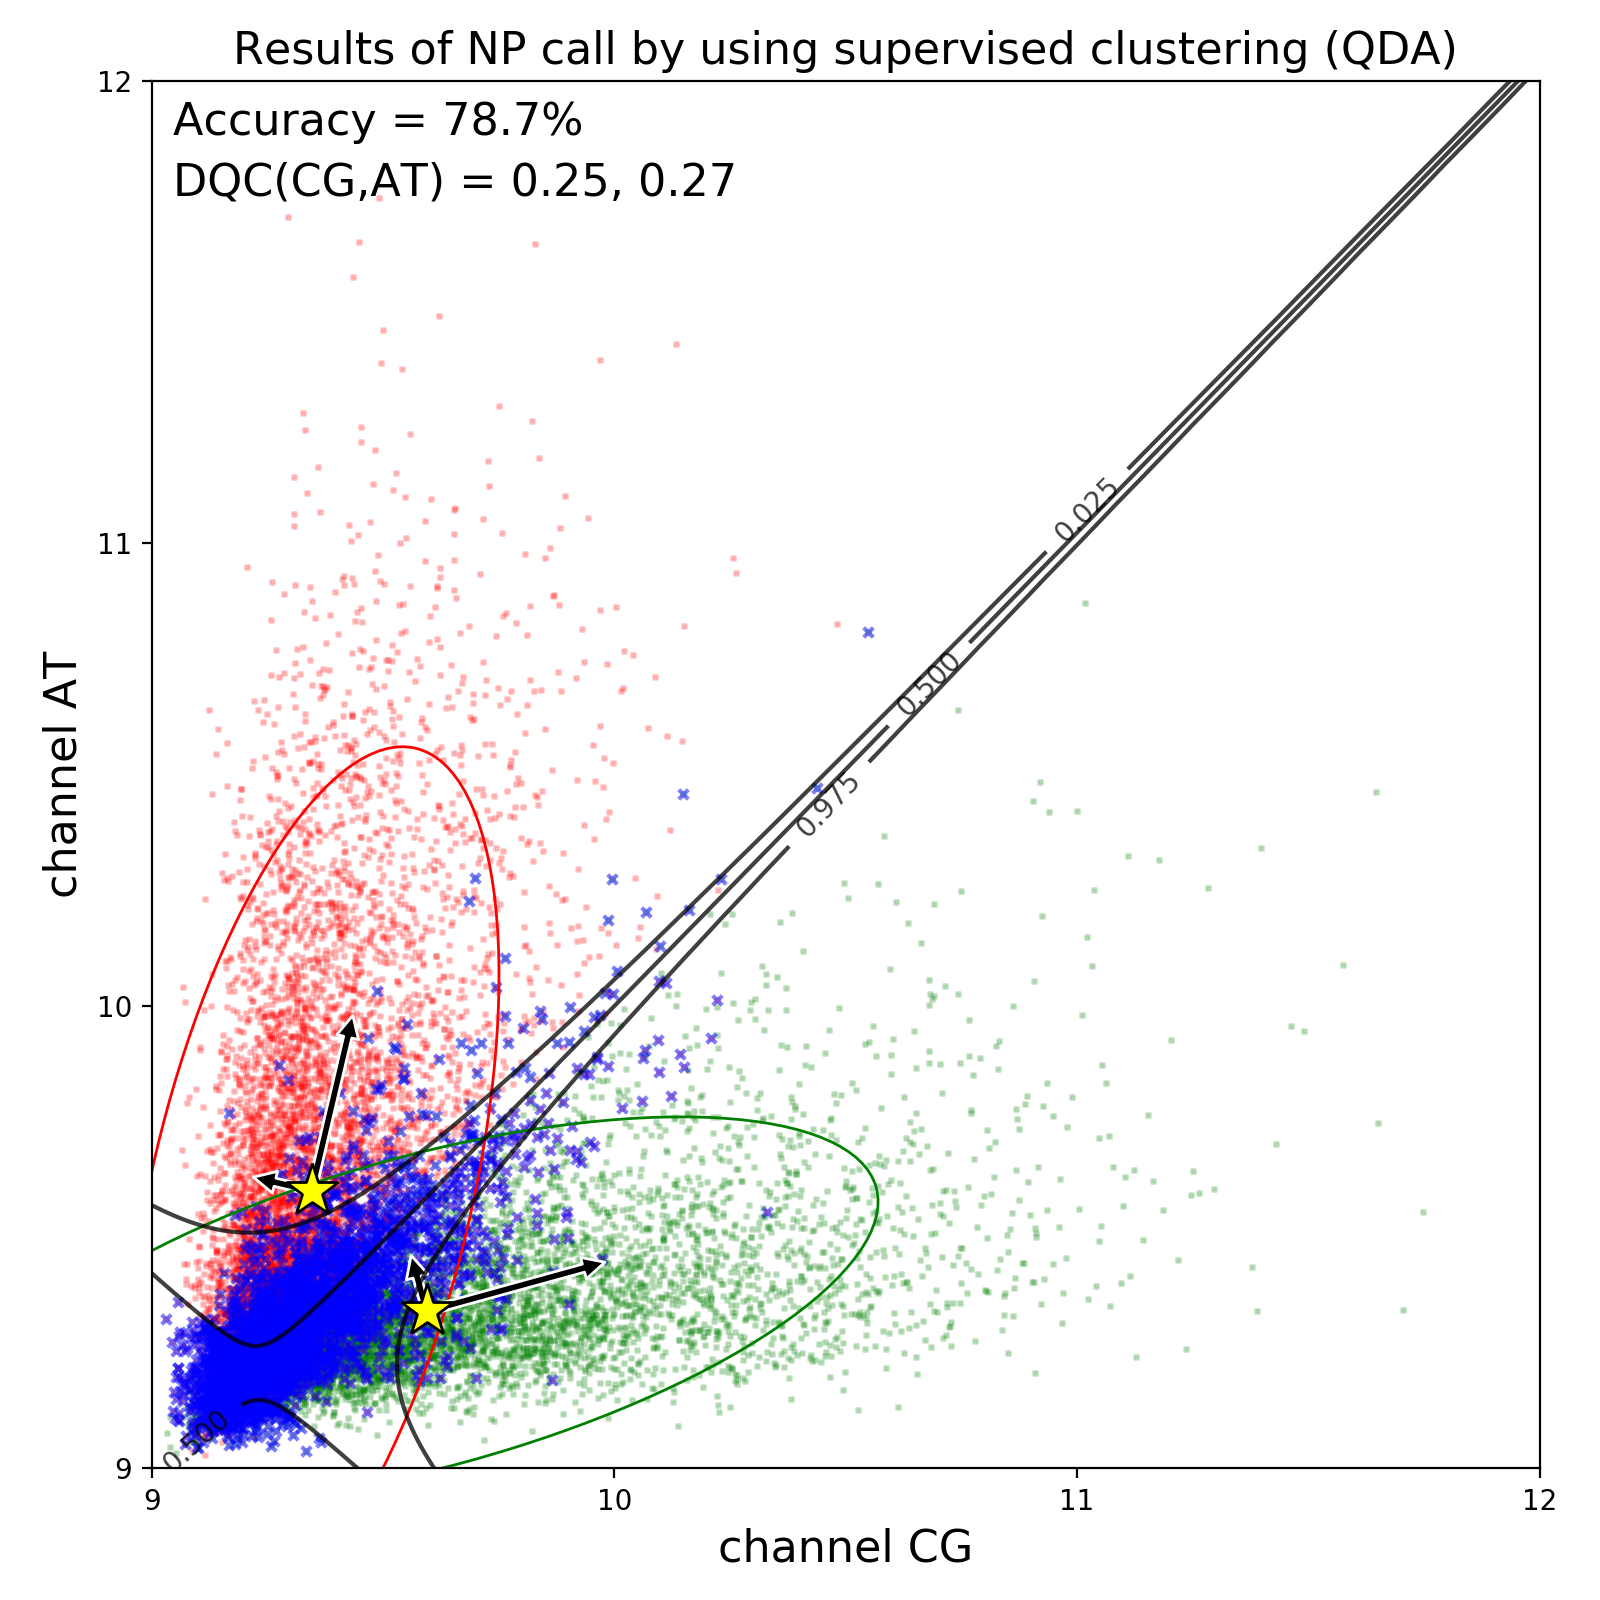 Results of NP call by using supervised clustering (QDA)
Accuracy = 78.7%
DQC(CG,AT) = 0.25, 0.27
12
11
10
9
channel AT
0.025
0.500
0.975
0.500
9
10
11
12
channel CG